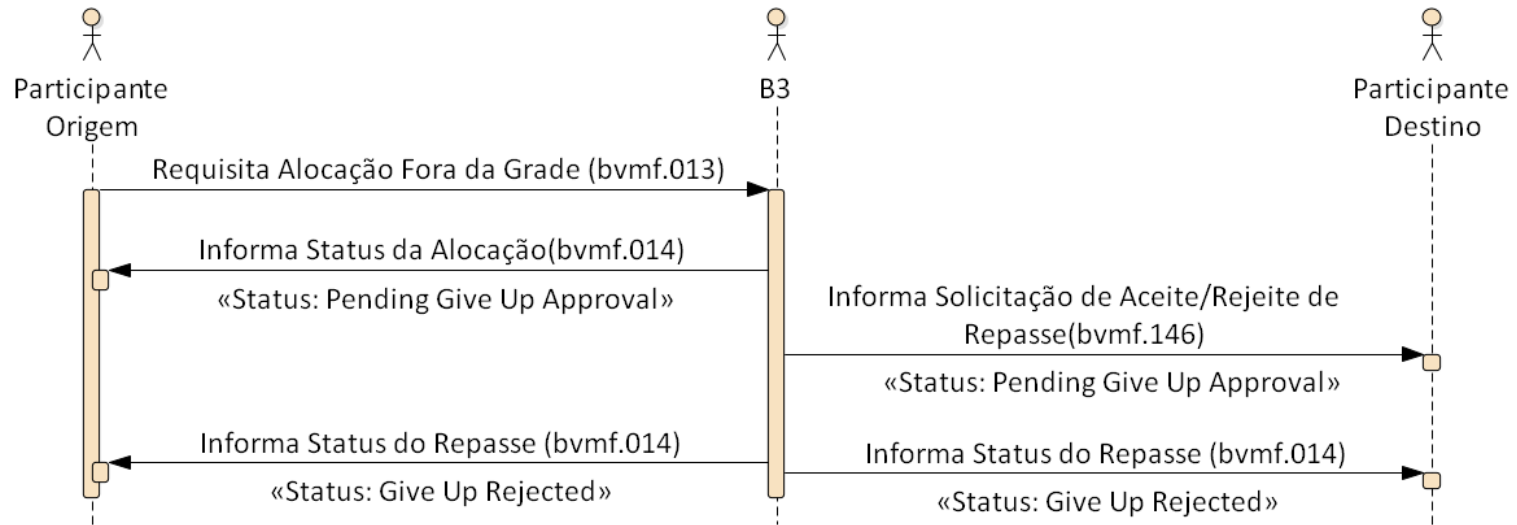 Participante
Origem
B3
Participante
Destino
Requisita Alocação Fora da Grade (bvmf.013)
Informa Status da Alocação(bvmf.014)
«Status: Pending Give Up Approval»
Informa Solicitação de Aceite/Rejeite de
Repasse(bvmf.146)
«Status: Pending Give Up Approval»
Informa Status do Repasse (bvmf.014)
«Status: Give Up Rejected»
Informa Status do Repasse (bvmf.014)
«Status: Give Up Rejected»